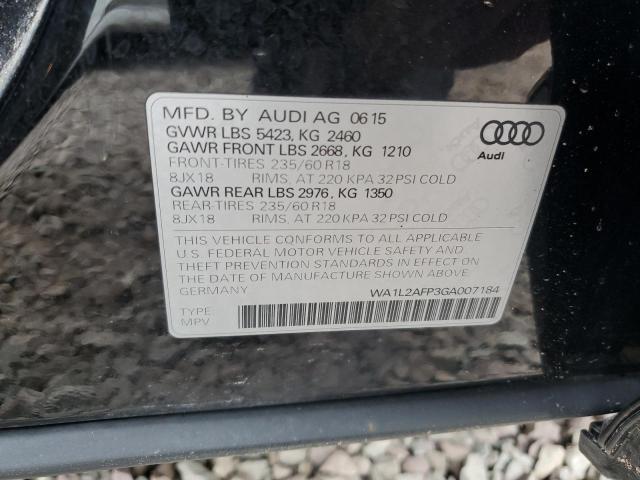 MFD. BY AUDI AG 06 15
GVWR LBS 5423, KG 2460
GAWR FRONT LBS 2668, KG 1210
FRONT-TIRES 235/60 R18
8JX18 RIMS, AT 220 KPA 32 PSI COLD
GAWR REAR LBS 2976, KG 1350
REAR-TIRES 235/60 R18
8JX18 RIMS, AT 220 KPA 32 PSI COLD
Audi
THIS VEHICLE CONFORMS TO ALL APPLICABLE
U.S. FEDERAL MOTOR VEHICLE SAFETY AND
THEFT PREVENTION STANDARDS IN EFFECT ON
THE DATE OF MANUFACTURE SHOWN ABOVE.
GERMANY WA1L2AFP3GA007184
TYPE:
MPV